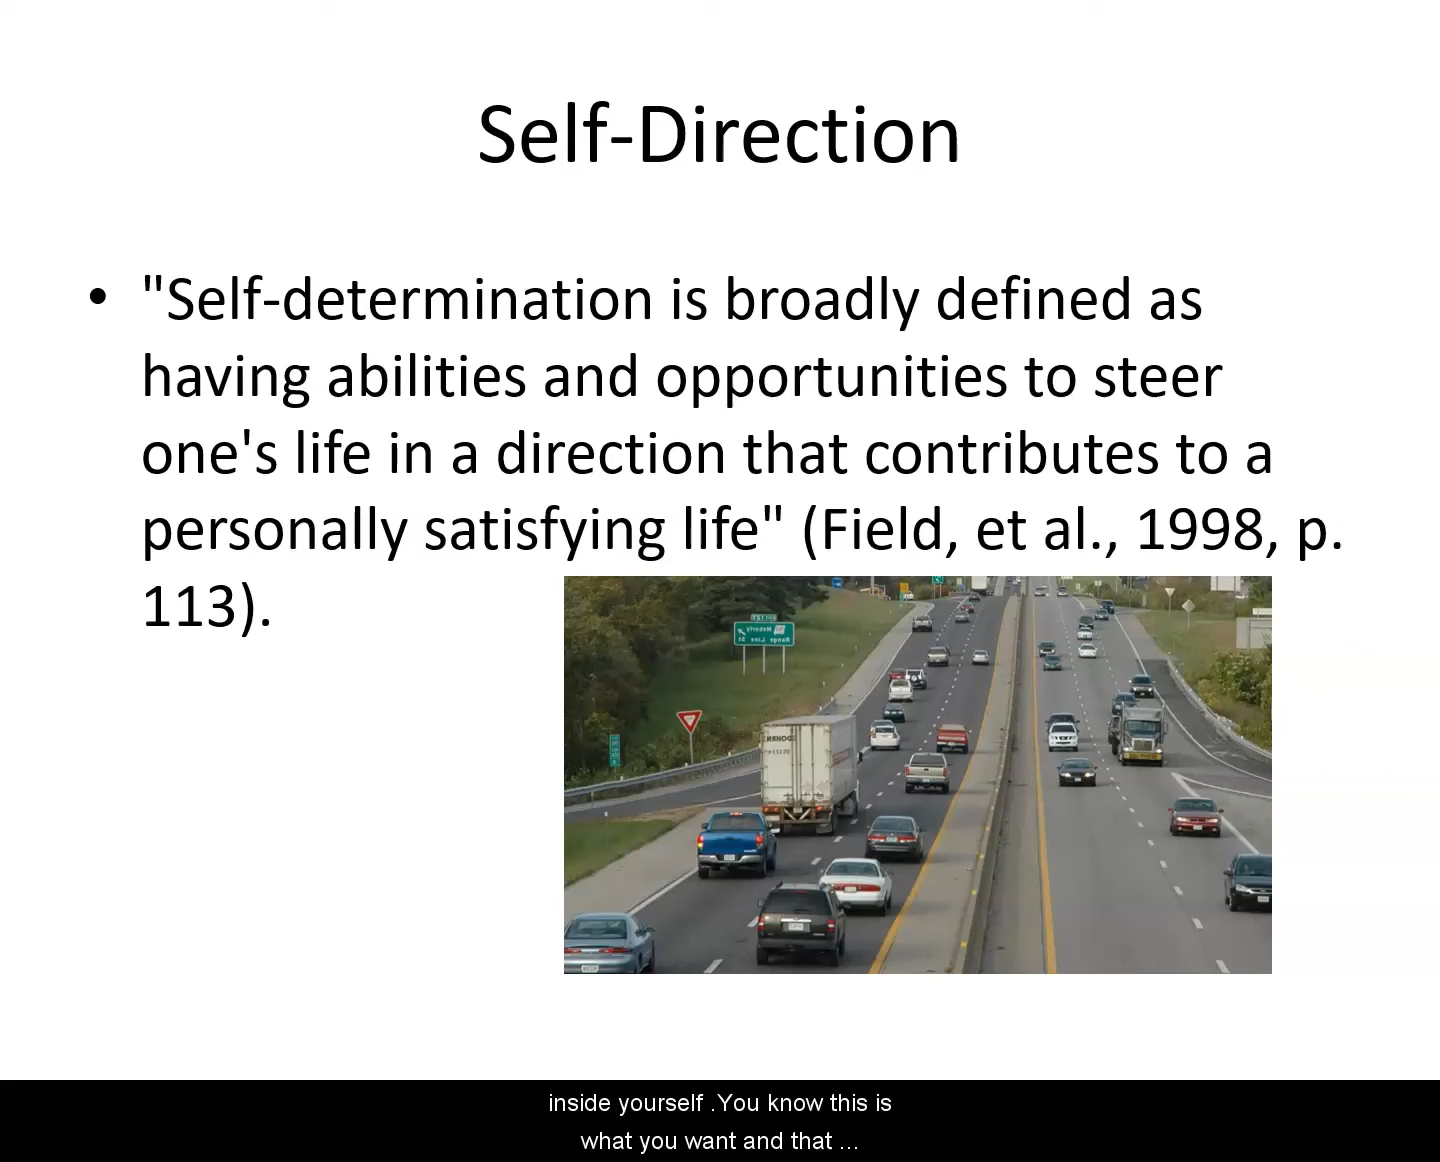 Self-Direction
• "Self-determination is broadly defined as
having abilities and opportunities to steer
one's life in a direction that contributes to a
personally satisfying life" (Field, et al., 1998, p.
113).
inside yourself .You know this is
what you want and that ...